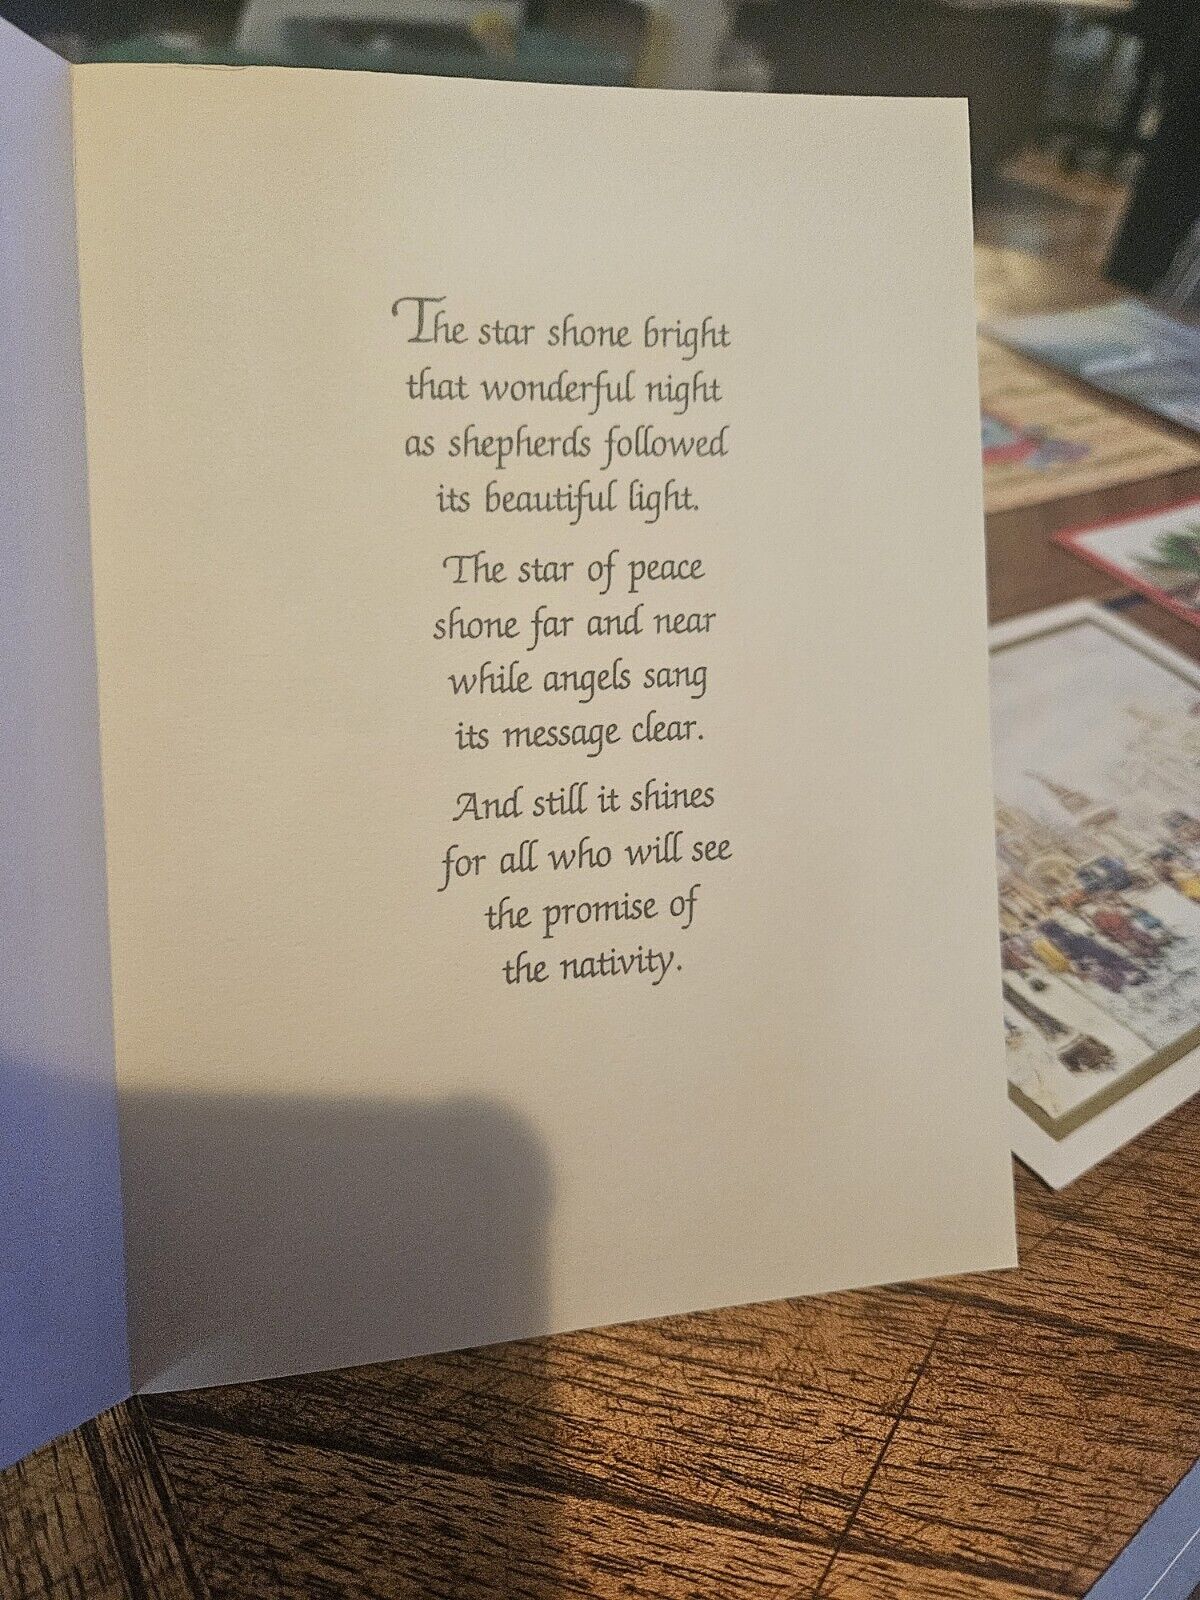 The star shone bright
that wonderful night
as shepherds followed
its beautiful light.
The star of peace
shone far and near
while angels sang
its message clear.
And still it shines
for all who will see
the promise of
the nativity.